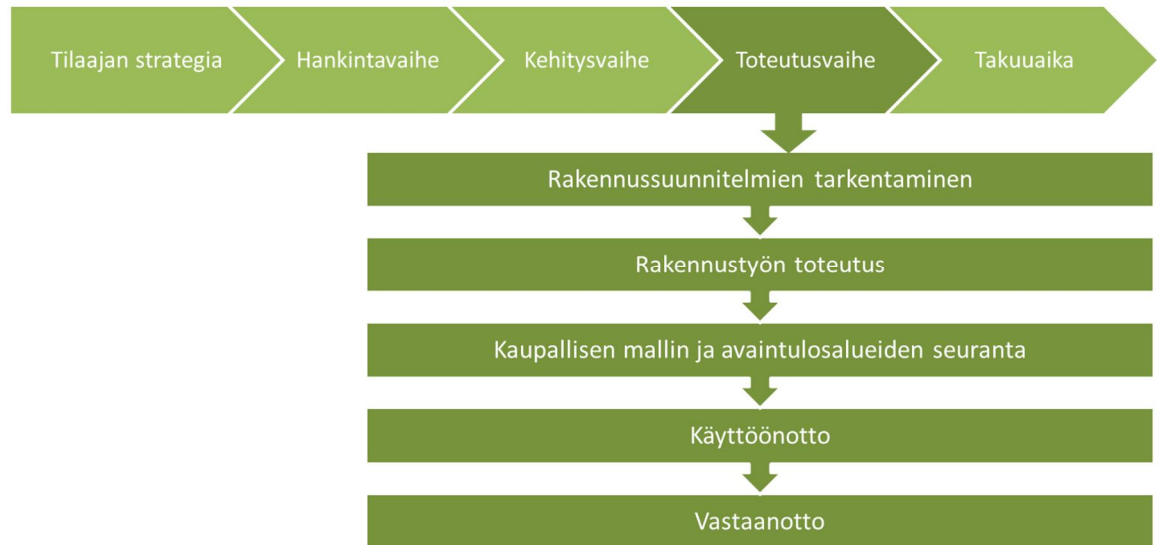 Tilaajan strategia
Hankintavaihe
Kehitysvaihe
Toteutusvaihe
Takuuaika
Rakennussuunnitelmien tarkentaminen
Rakennustyön toteutus
Kaupallisen mallin ja avaintulosalueiden seuranta
Käyttöönotto
Vastaanotto